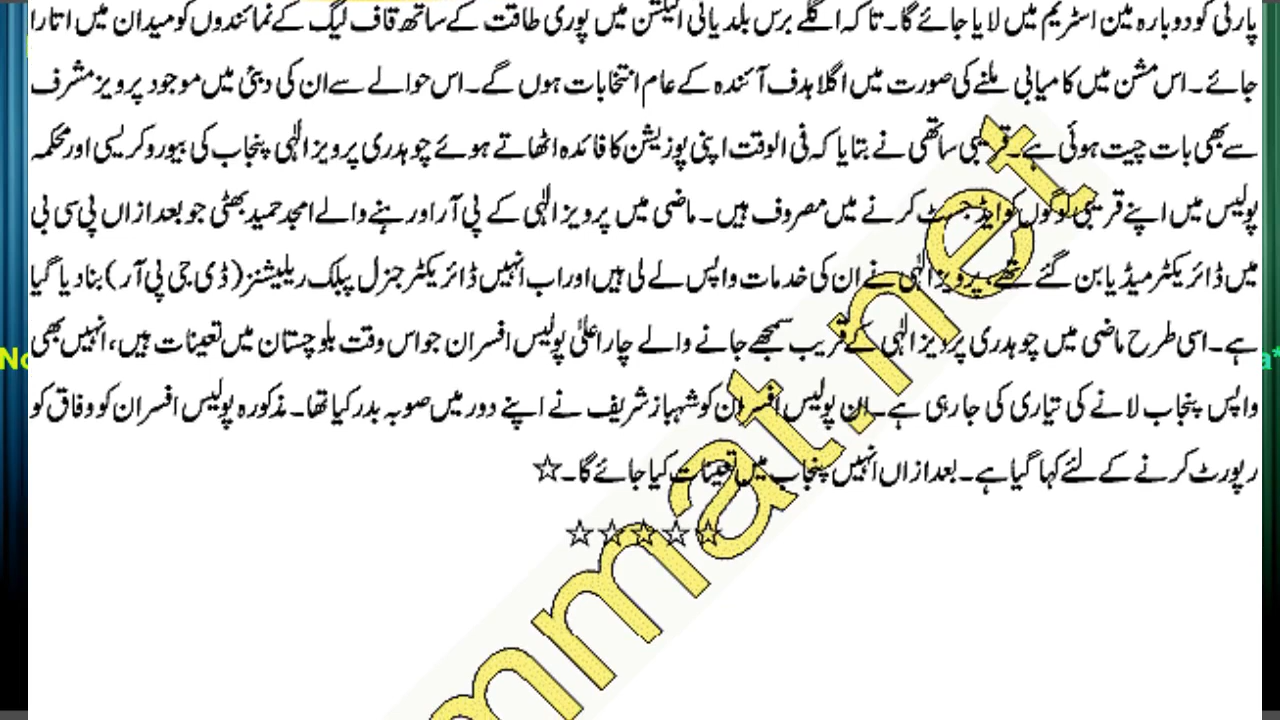 پارٹی کو دوبارہ مین اسٹریم میں لایا جائے گا۔ تاکہ اگلے برس بلدیاتی الیکشن میں پوری طاقت کے ساتھ قاف لیگ کے نمائندوں کو میدان میں اتارا
جائے۔ اس مشن میں کامیابی ملنے کی صورت میں اگلا ہدف آئندہ کے عام انتخابات ہوں گے۔ اس حوالے سے ان کی دبئی میں موجود پرویز مشرف
سے بھی بات چیت ہوئی ہے۔ قریبی ساتھی نے بتایا کہ فی الوقت اپنی پوزیشن کا فائدہ اٹھاتے ہوئے چوہدری پرویز الٰہی پنجاب کی بیوروکریسی اور محکمہ
پولیس میں اپنے قریبی لوگوں کو ایڈجسٹ کرنے میں مصروف ہیں۔ ماضی میں پرویز الٰہی کے پی آر او رہنے والے امجد حمید بھٹی جو بعد ازاں پی سی بی
میں ڈائریکٹر میڈیا بن گئے تھے، پرویز الٰہی نے ان کی خدمات واپس لے لی ہیں اور اب انہیں ڈائریکٹر جنرل پبلک ریلیشنز (ڈی جی پی آر) بنا دیا گیا
ہے۔ اسی طرح ماضی میں چوہدری پرویز الٰہی کے قریب سمجھے جانے والے چار اعلیٰ پولیس افسران جو اس وقت بلوچستان میں تعینات ہیں، انہیں بھی
واپس پنجاب لانے کی تیاری کی جا رہی ہے۔ ان پولیس افسران کو شہباز شریف نے اپنے دور میں صوبہ بدر کیا تھا۔ مذکورہ پولیس افسران کو وفاق کو
رپورٹ کرنے کے لئے کہا گیا ہے۔ بعد ازاں انہیں پنجاب میں تعینات کیا جائے گا۔☆
☆☆☆☆☆
mmat.net